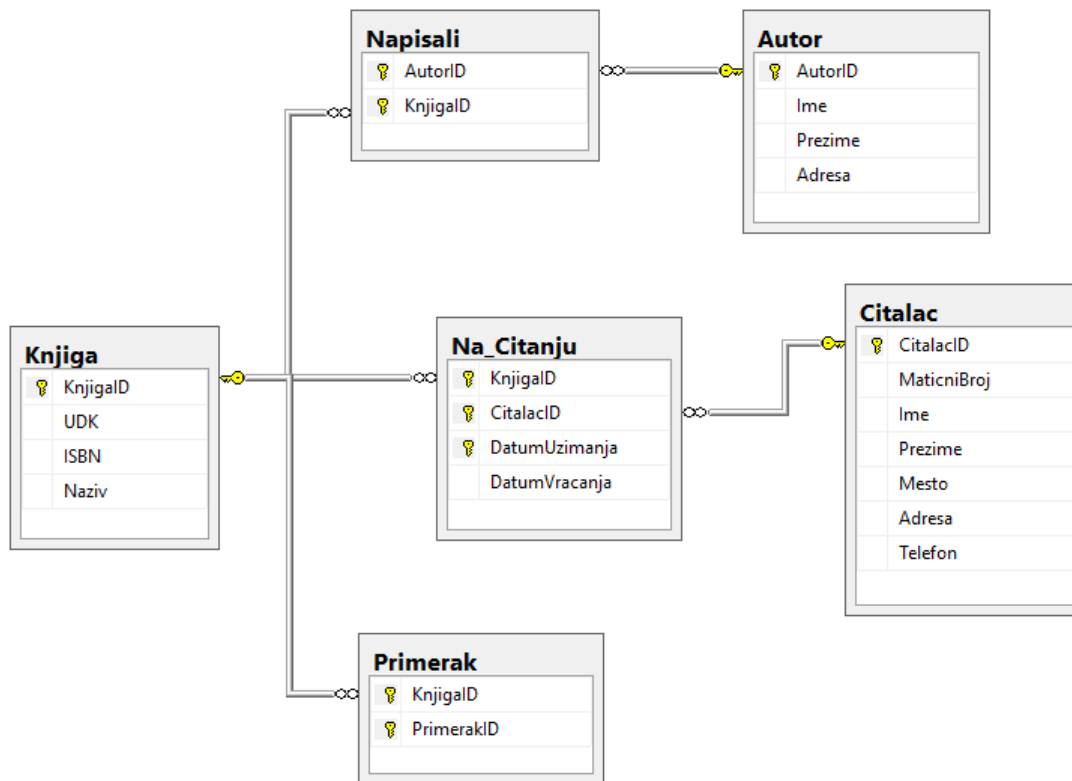 Napisali
AutorID
KnjigaID
Autor
AutorID
Ime
Prezime
Adresa
Knjiga
KnjigaID
UDK
ISBN
Naziv
Na_Citanju
KnjigaID
CitalacID
DatumUzimanja
DatumVracanja
Citalac
CitalacID
MaticniBroj
Ime
Prezime
Mesto
Adresa
Telefon
Primerak
KnjigaID
PrimerakID